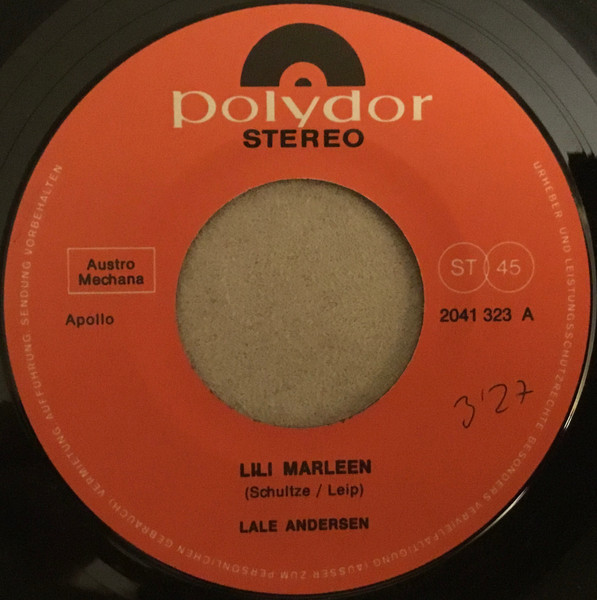 polydor
STEREO
Austro
Mechana
ST 45
Apollo
2041 323 A
3'27
LILI MARLEEN
(Schultze / Leip)
LALE ANDERSEN
URHEBER- UND LEISTUNGSSCHUTZRECHTE BESONDERS VERVIELFÄLTIGUNG (AUSSER ZUM PERSÖNLICHEN GEBRAUCH) VERMIETUNG, AUFFÜHRUNG, SENDUNG VORBEHALTEN